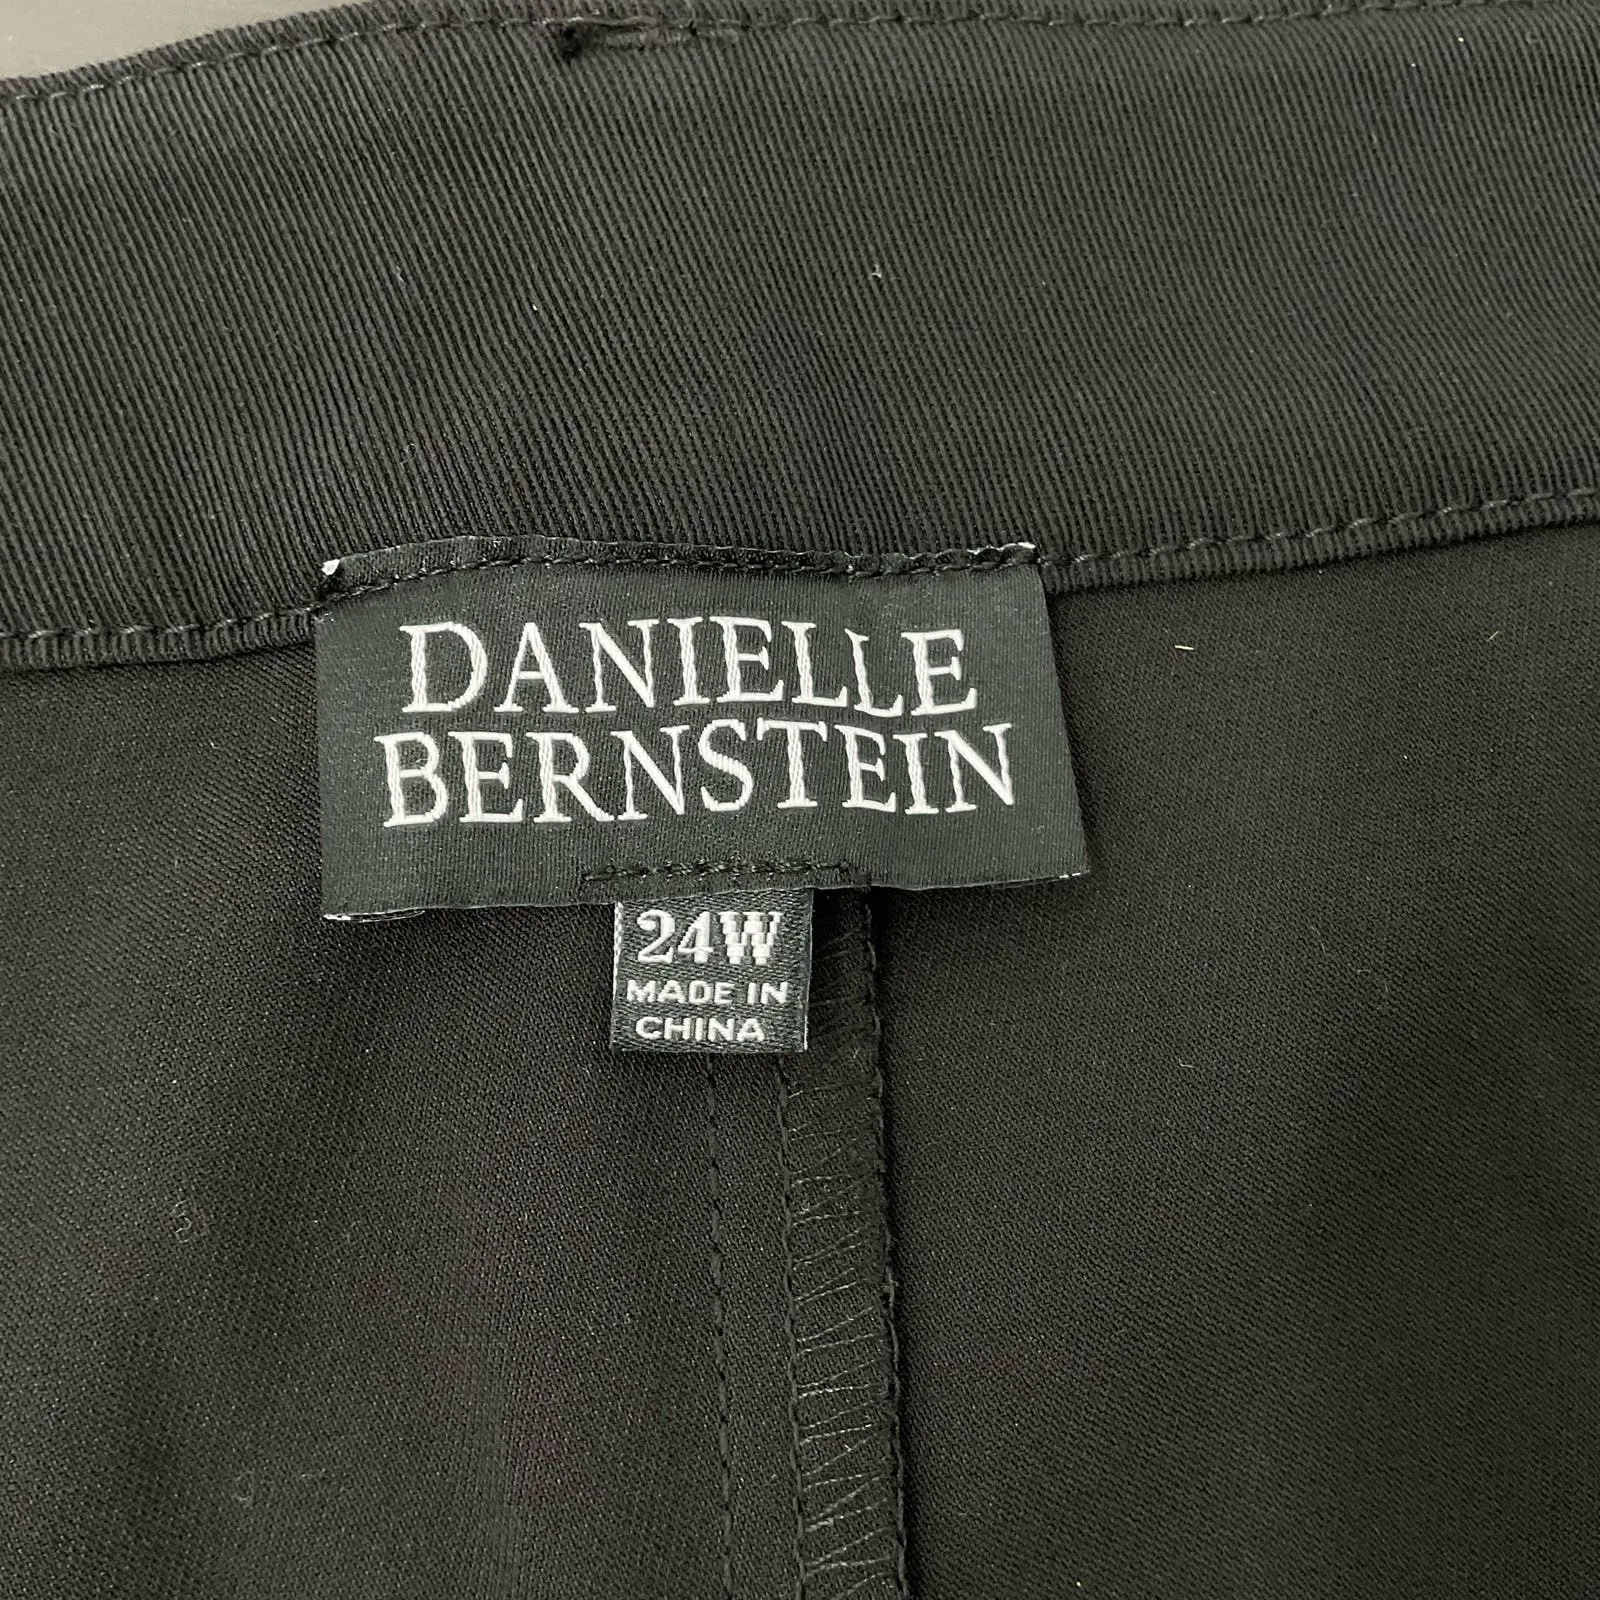 DANIELLE
BERNSTEIN
24W
MADE IN
CHINA